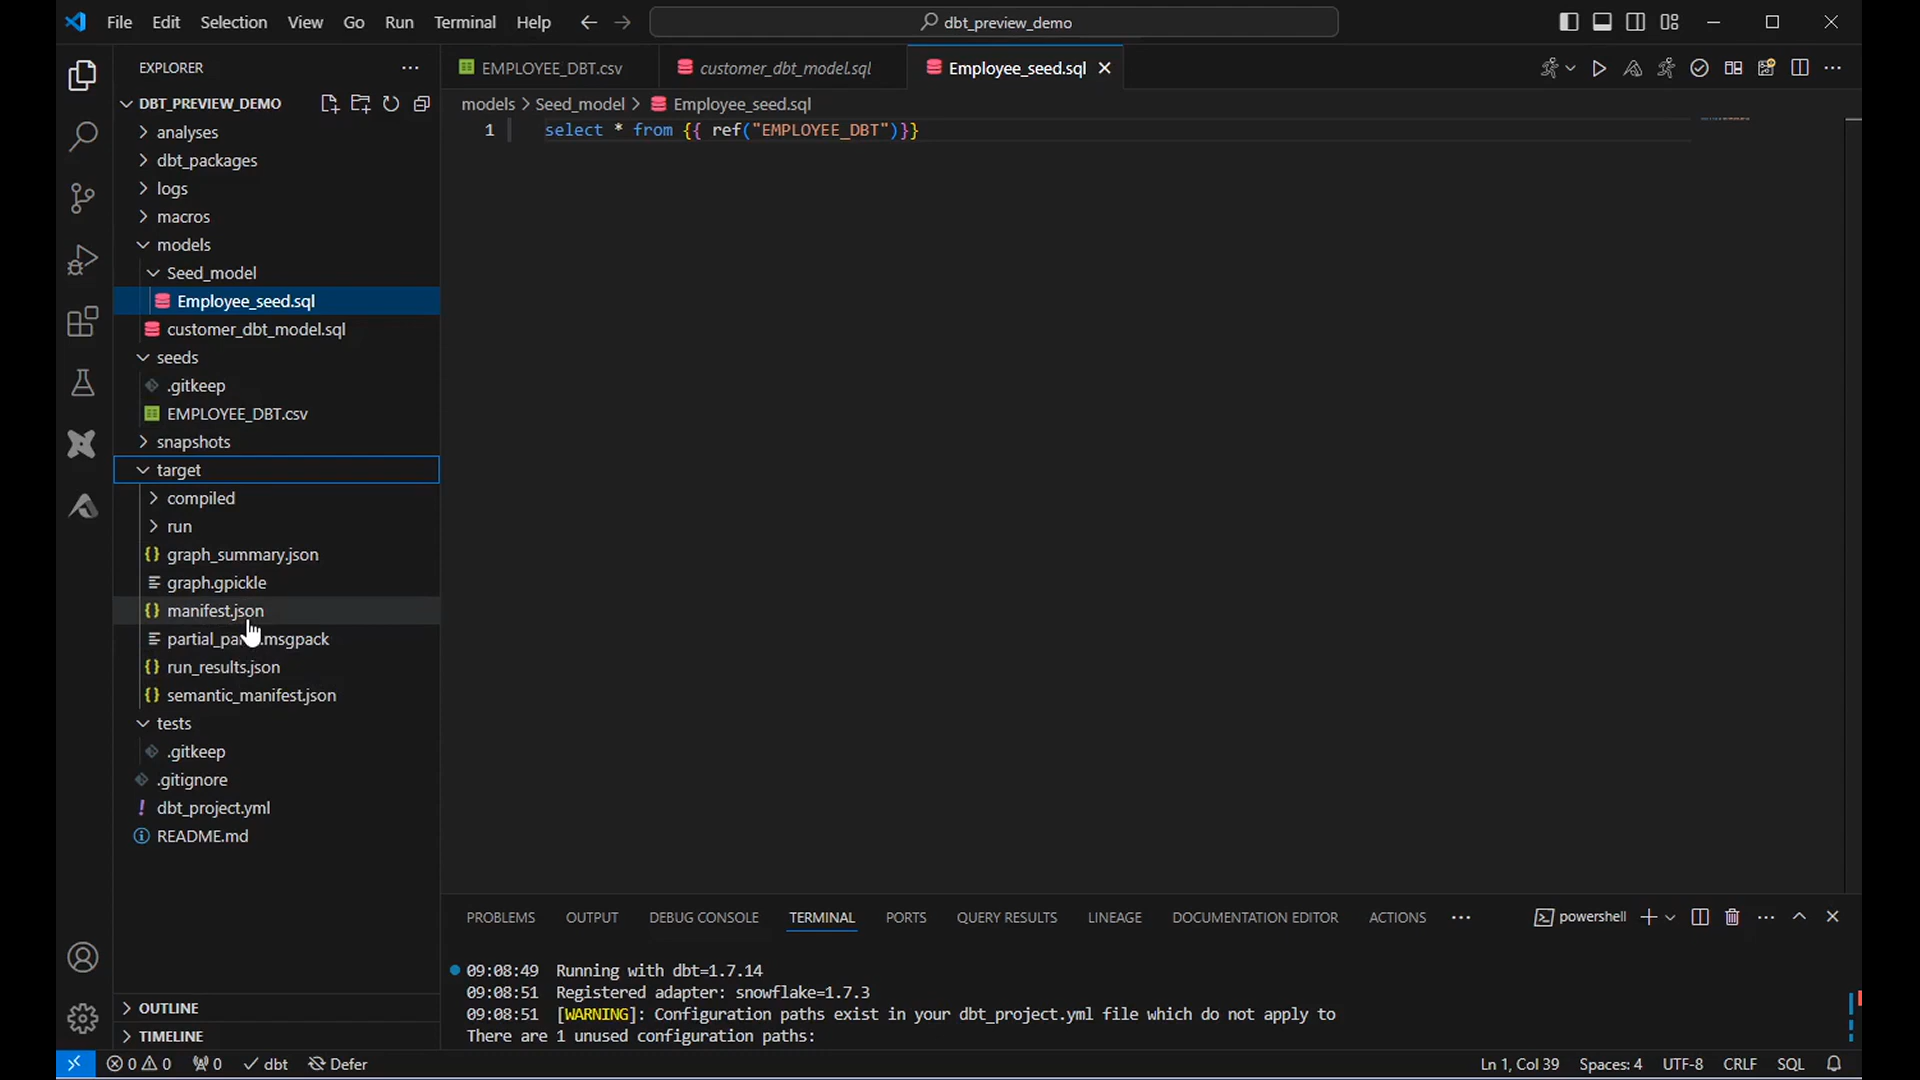 File Edit Selection View Go Run Terminal Help dbt_preview_demo
EXPLORER
DBT_PREVIEW_DEMO
analyses
dbt_packages
logs
macros
models
Seed_model
Employee_seed.sql
customer_dbt_model.sql
seeds
.gitkeep
EMPLOYEE_DBT.csv
snapshots
target
compiled
run
graph_summary.json
graph.gpickle
manifest.json
.msgpack
run_results.json
semantic_manifest.json
tests
.gitkeep
.gitignore
dbt_project.yml
README.md
OUTLINE
TIMELINE
EMPLOYEE_DBT.csv customer_dbt_model.sql Employee_seed.sql
models > Seed_model > Employee_seed.sql
1 select * from {{ ref("EMPLOYEE_DBT")}}
PROBLEMS OUTPUT DEBUG CONSOLE TERMINAL PORTS QUERY RESULTS LINEAGE DOCUMENTATION EDITOR ACTIONS powershell
09:08:49 Running with dbt=1.7.14
09:08:51 Registered adapter: snowflake=1.7.3
09:08:51 [WARNING]: Configuration paths exist in your dbt_project.yml file which do not apply to
There are 1 unused configuration paths:
0 0 0 dbt Defer Ln 1, Col 39 Spaces: 4 UTF-8 CRLF SQL